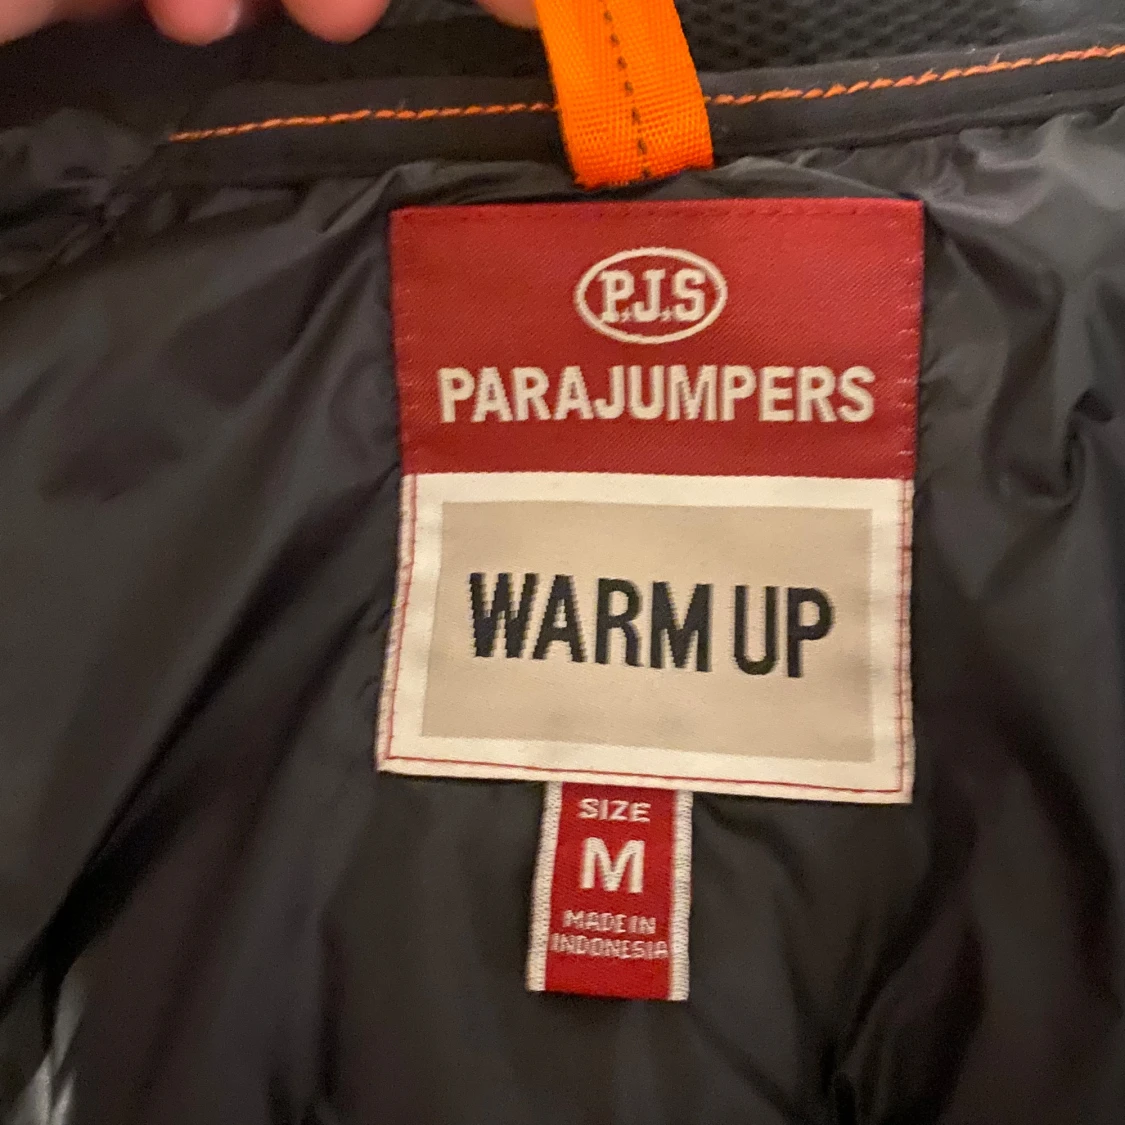 P.J.S
PARAJUMPERS
WARM UP
SIZE
M
MADE IN
INDONESIA